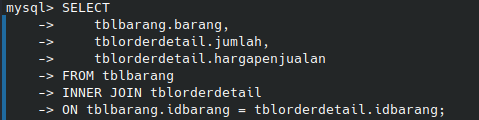 mysql> SELECT
    ->     tblbarang.barang,
    ->     tblorderdetail.jumlah,
    ->     tblorderdetail.hargapenjualan
    -> FROM tblbarang
    -> INNER JOIN tblorderdetail
    -> ON tblbarang.idbarang = tblorderdetail.idbarang;